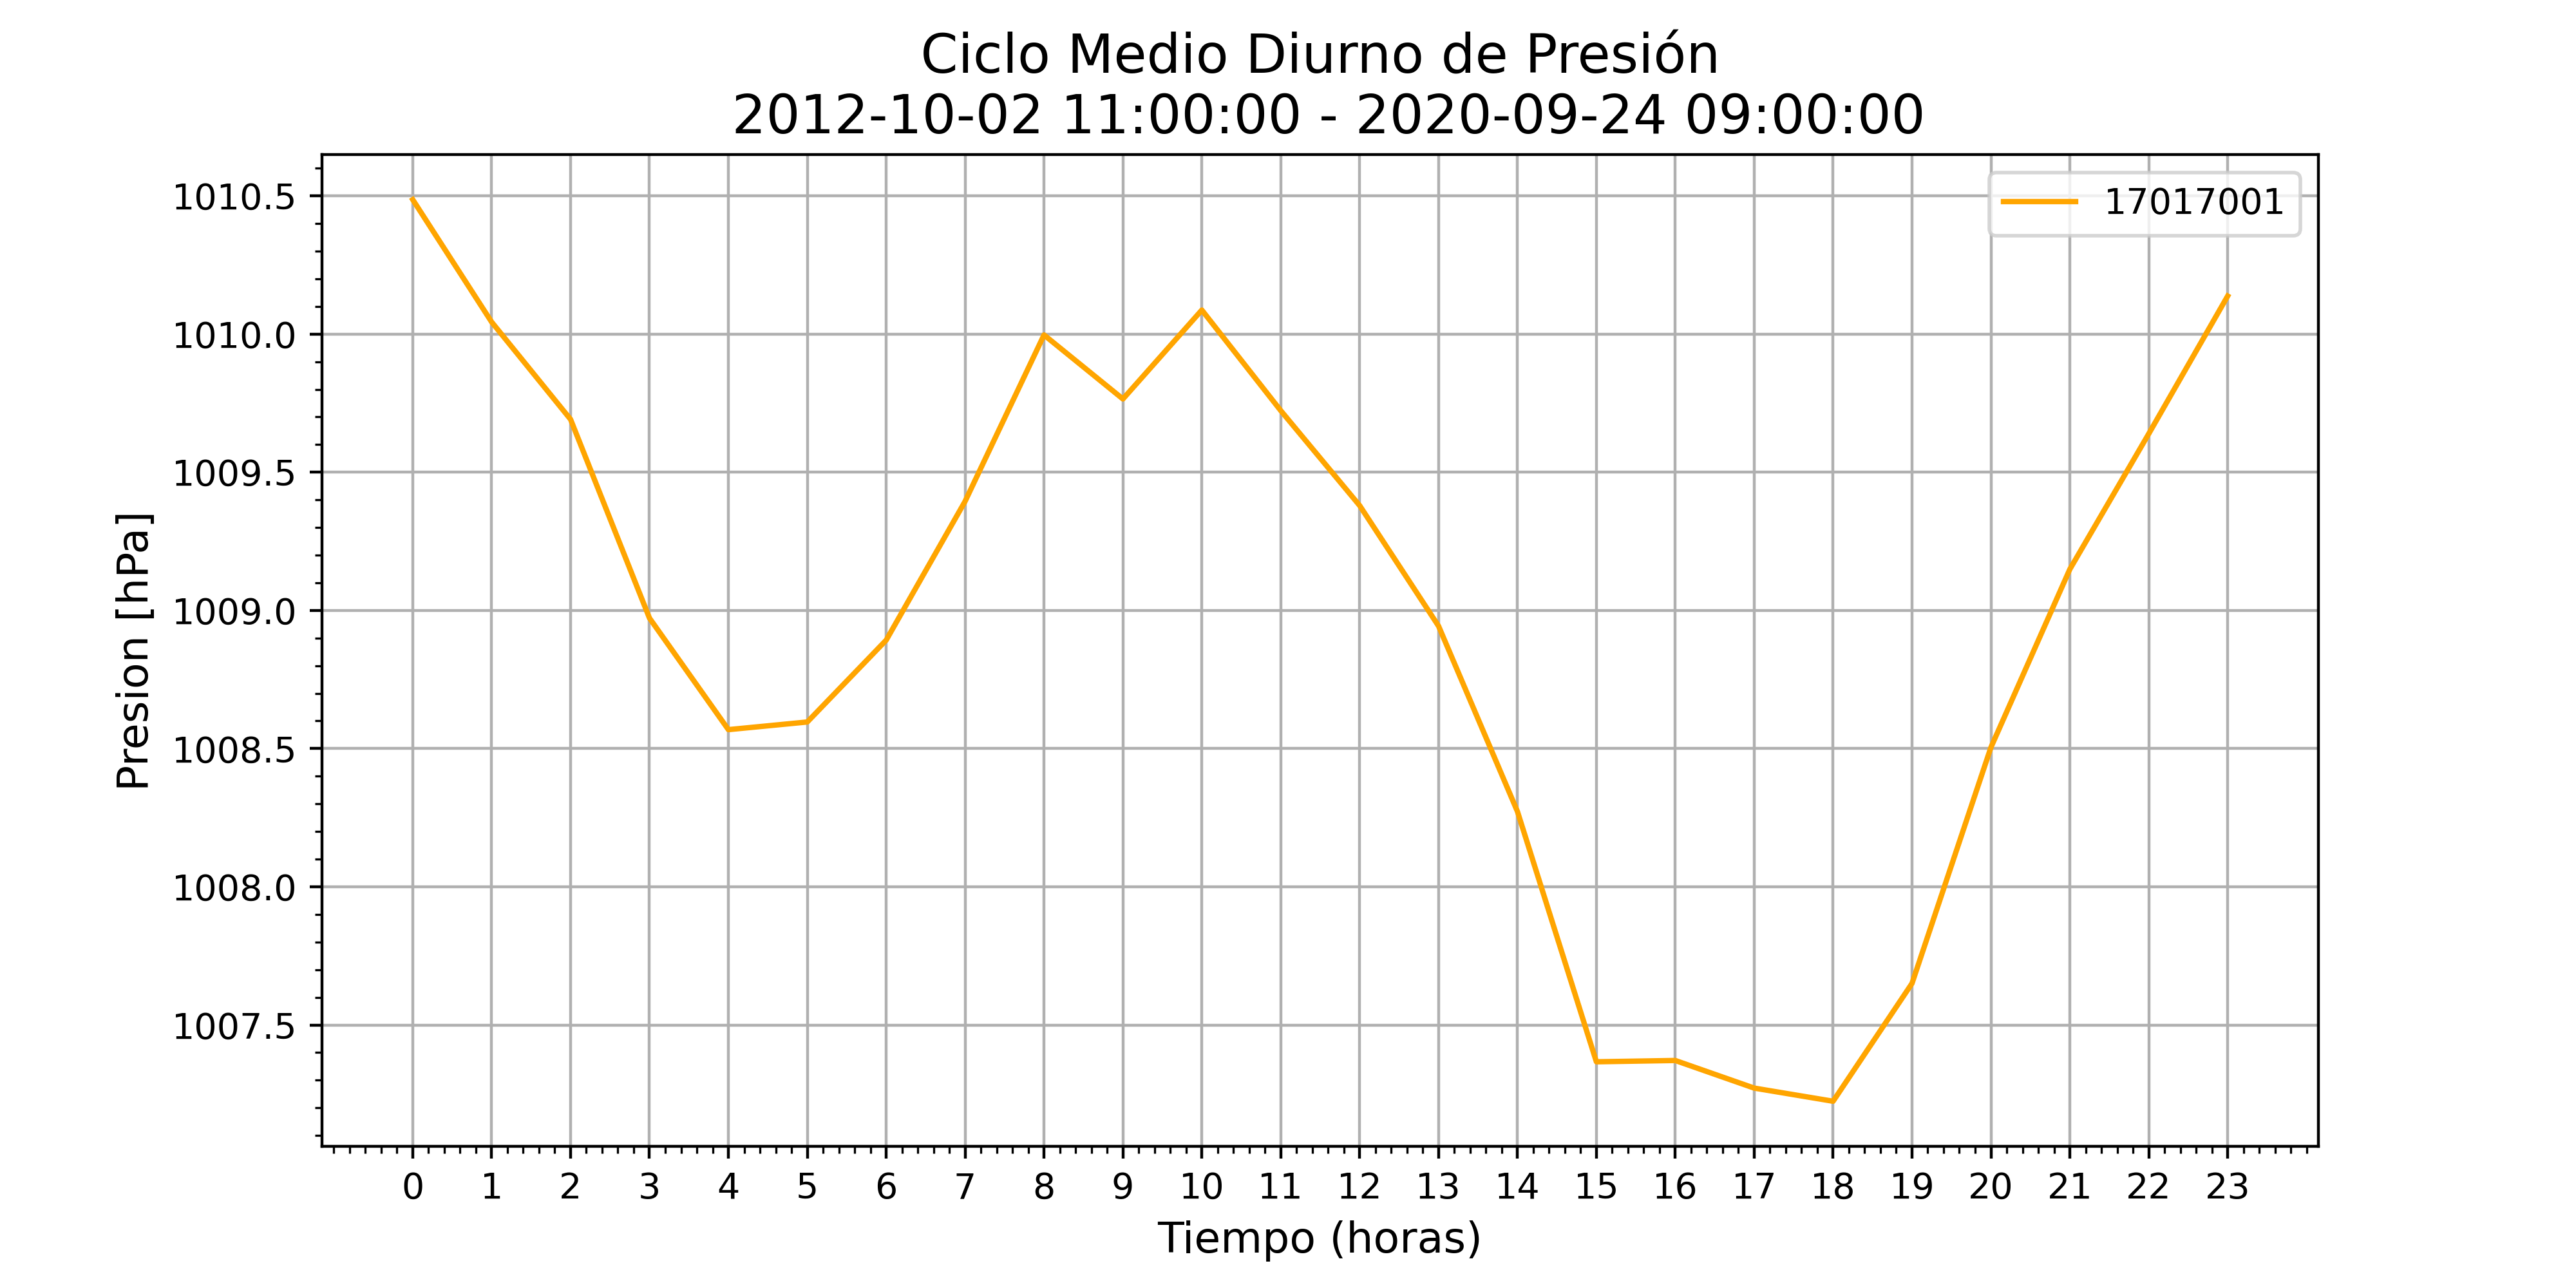 Ciclo Medio Diurno de Presión
2012-10-02 11:00:00 - 2020-09-24 09:00:00
17017001
Presion [hPa]
1010.5
1010.0
1009.5
1009.0
1008.5
1008.0
1007.5
0 1 2 3 4 5 6 7 8 9 10 11 12 13 14 15 16 17 18 19 20 21 22 23
Tiempo (horas)